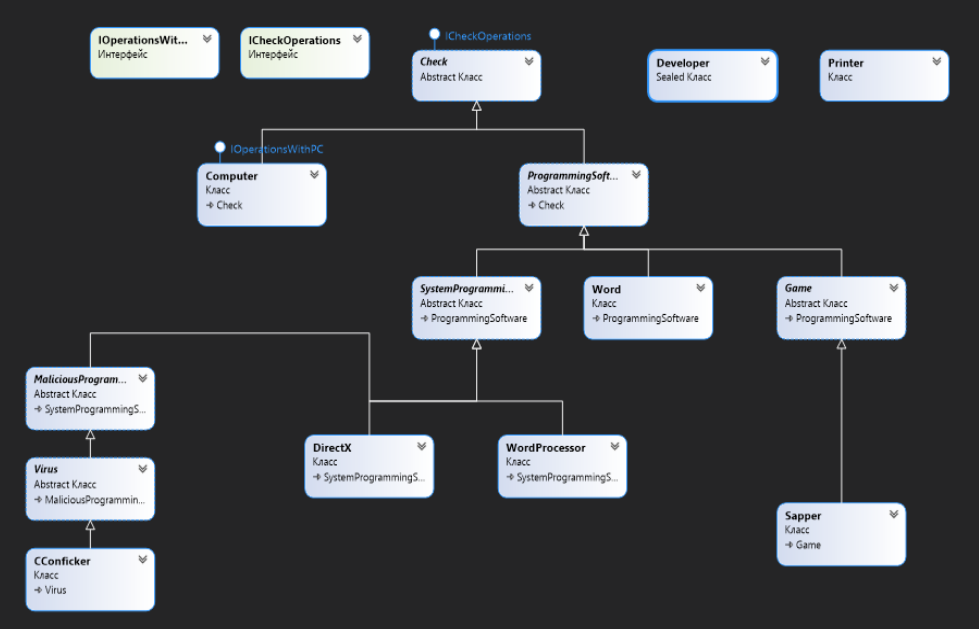 IOperationsWit...
Интерфейс
ICheckOperations
Интерфейс
ICheckOperations
Check
Abstract Класс
Developer
Sealed Класс
Printer
Класс
IOperationsWithPC
Computer
Класс
Check
ProgrammingSoft...
Abstract Класс
Check
SystemProgrammi...
Abstract Класс
ProgrammingSoftware
Word
Класс
ProgrammingSoftware
Game
Abstract Класс
ProgrammingSoftware
MaliciousProgram...
Abstract Класс
SystemProgrammingS...
DirectX
Класс
SystemProgrammingS...
WordProcessor
Класс
SystemProgrammingS...
Virus
Abstract Класс
MaliciousProgrammin...
Sapper
Класс
Game
CConficker
Класс
Virus